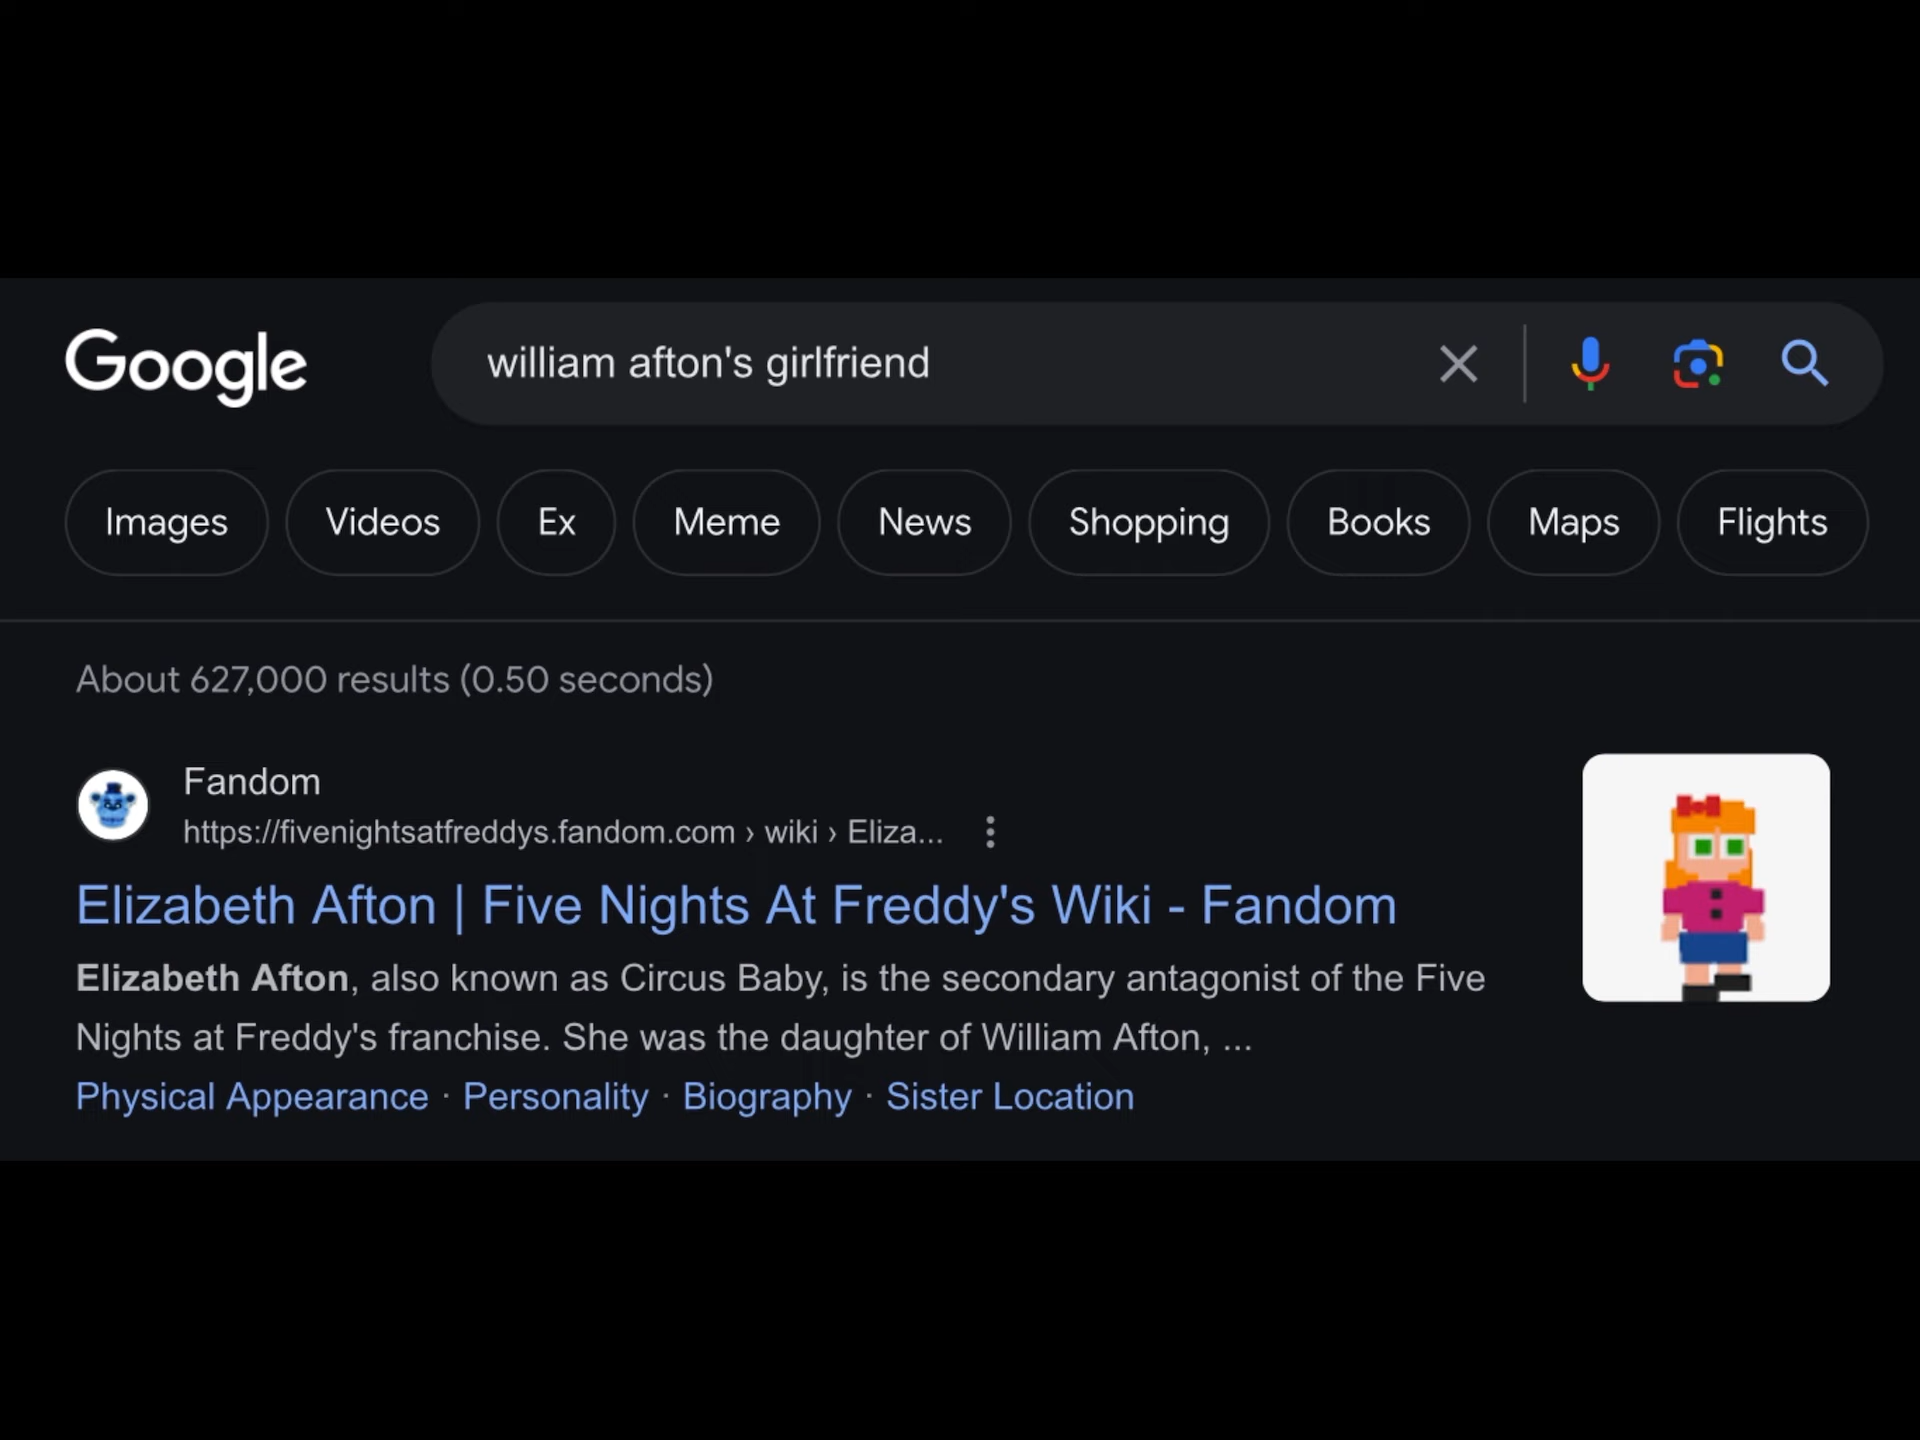 Google
william afton's girlfriend
Images
Videos
Ex
Meme
News
Shopping
Books
Maps
Flights
About 627,000 results (0.50 seconds)
Fandom
https://fivenightsatfreddys.fandom.com › wiki › Eliza...
Elizabeth Afton | Five Nights At Freddy's Wiki - Fandom
Elizabeth Afton, also known as Circus Baby, is the secondary antagonist of the Five
Nights at Freddy's franchise. She was the daughter of William Afton, ...
Physical Appearance · Personality · Biography · Sister Location